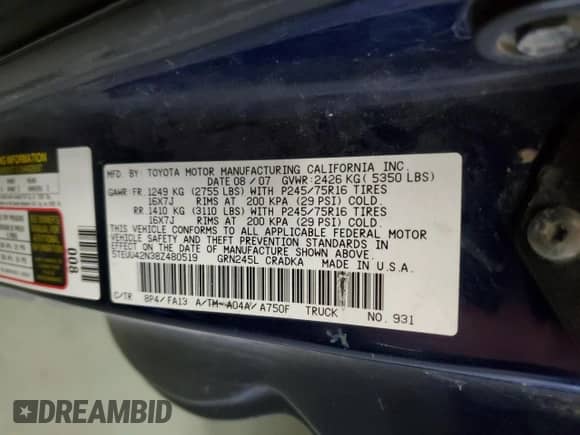 MFD. BY: TOYOTA MOTOR MANUFACTURING CALIFORNIA INC.
DATE 08/07 GVWR:2426 KG( 5350 LBS)
GAWR: FR. 1249 KG (2755 LBS) WITH P245/75R16 TIRES
16X7J RIMS AT 200 KPA (29 PSI) COLD.
RR. 1410 KG (3110 LBS) WITH P245/75R16 TIRES
16X7J RIMS AT 200 KPA (29 PSI) COLD.
THIS VEHICLE CONFORMS TO ALL APPLICABLE FEDERAL MOTOR
VEHICLE SAFETY AND THEFT PREVENTION STANDARDS IN
EFFECT ON THE DATE OF MANUFACTURE SHOWN ABOVE.
5TEUU42N38Z480519 GRN245L CRADKA MADE IN U.S.A.
C/TR 8P4/FA13 A/TM-A04A/A750F TRUCK NO. 931
008
DREAMBID